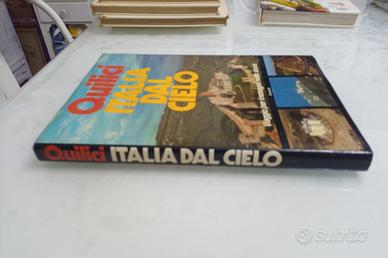 Quilici
ITALIA
DAL
CIELO
Quilici ITALIA DAL CIELO
subito